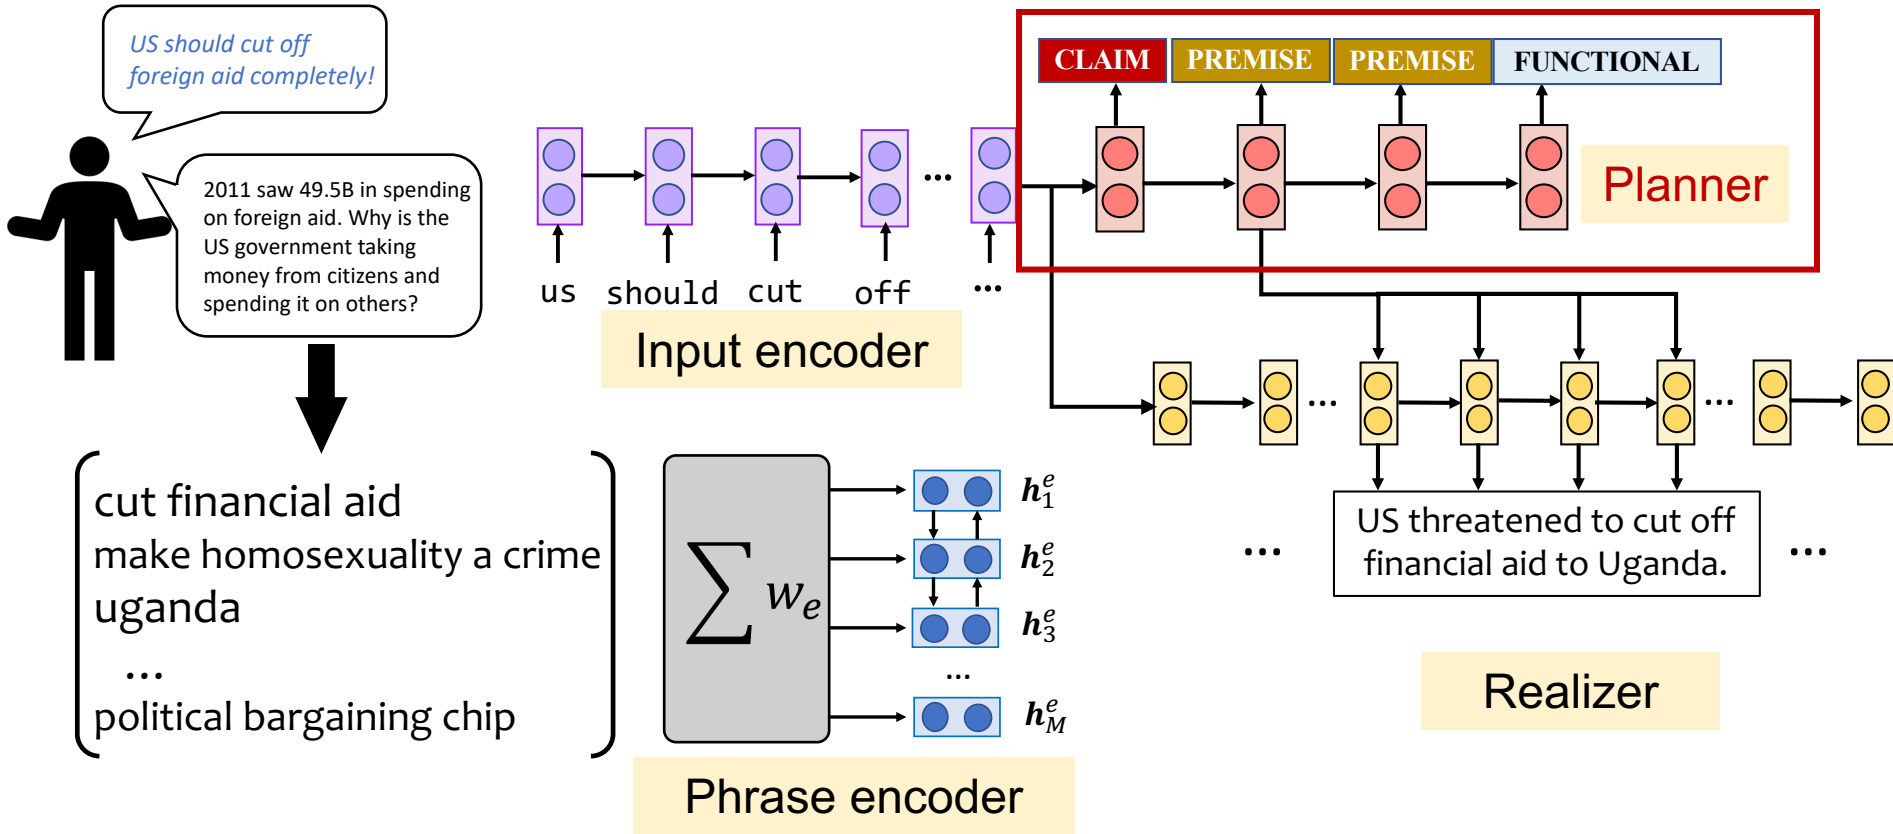 US should cut off
foreign aid completely!
2011 saw 49.5B in spending
on foreign aid. Why is the
US government taking
money from citizens and
spending it on others?
cut financial aid
make homosexuality a crime
uganda
...
political bargaining chip
...
us should cut off ...
Input encoder
CLAIM PREMISE PREMISE FUNCTIONAL
Planner
∑ w_e
h_1^e
h_2^e
h_3^e
...
h_M^e
Phrase encoder
... ...
... US threatened to cut off ...
financial aid to Uganda.
Realizer